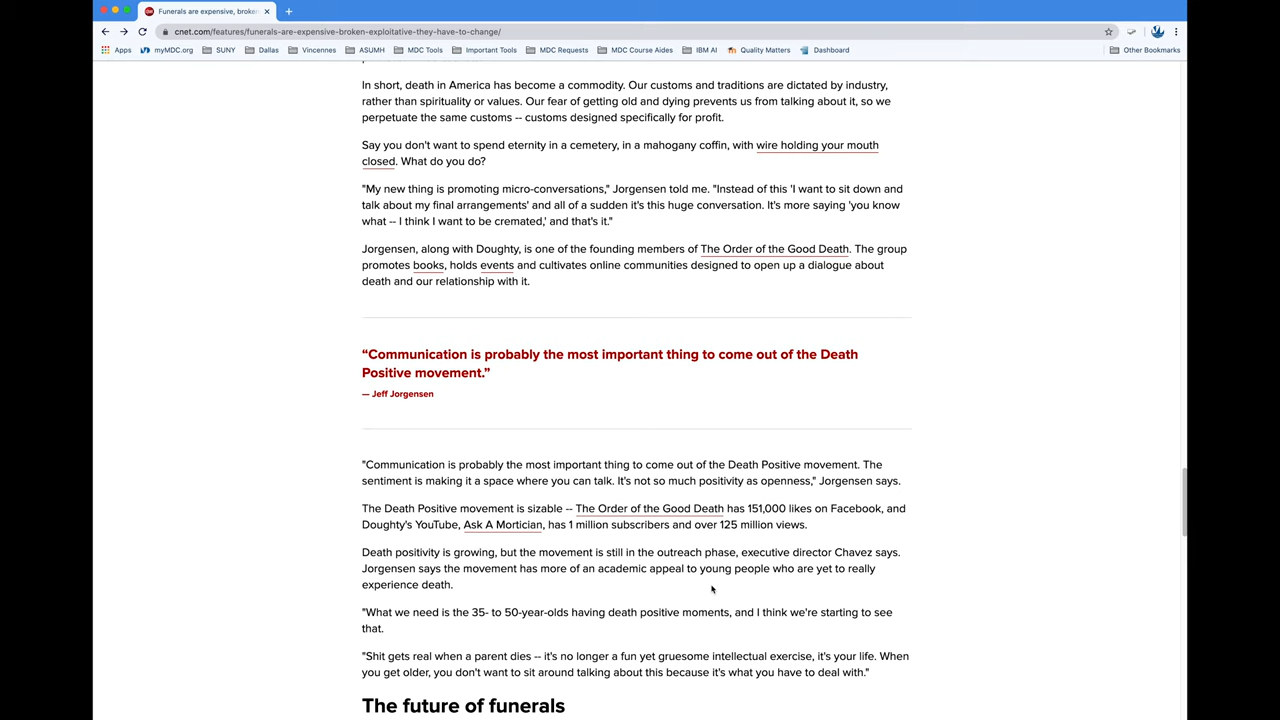 Funerals are expensive, broke
cnet.com/features/funerals-are-expensive-broken-exploitative-they-have-to-change/
Apps myMDC.org SUNY Dallas Vincennes ASUMH MDC Tools Important Tools MDC Requests MDC Course Aides IBM AI Quality Matters Dashboard Other Bookmarks
In short, death in America has become a commodity. Our customs and traditions are dictated by industry,
rather than spirituality or values. Our fear of getting old and dying prevents us from talking about it, so we
perpetuate the same customs -- customs designed specifically for profit.
Say you don't want to spend eternity in a cemetery, in a mahogany coffin, with wire holding your mouth
closed. What do you do?
"My new thing is promoting micro-conversations," Jorgensen told me. "Instead of this 'I want to sit down and
talk about my final arrangements' and all of a sudden it's this huge conversation. It's more saying 'you know
what -- I think I want to be cremated,' and that's it."
Jorgensen, along with Doughty, is one of the founding members of The Order of the Good Death. The group
promotes books, holds events and cultivates online communities designed to open up a dialogue about
death and our relationship with it.
“Communication is probably the most important thing to come out of the Death
Positive movement.”
— Jeff Jorgensen
"Communication is probably the most important thing to come out of the Death Positive movement. The
sentiment is making it a space where you can talk. It's not so much positivity as openness," Jorgensen says.
The Death Positive movement is sizable -- The Order of the Good Death has 151,000 likes on Facebook, and
Doughty's YouTube, Ask A Mortician, has 1 million subscribers and over 125 million views.
Death positivity is growing, but the movement is still in the outreach phase, executive director Chavez says.
Jorgensen says the movement has more of an academic appeal to young people who are yet to really
experience death.
"What we need is the 35- to 50-year-olds having death positive moments, and I think we're starting to see
that.
"Shit gets real when a parent dies -- it's no longer a fun yet gruesome intellectual exercise, it's your life. When
you get older, you don't want to sit around talking about this because it's what you have to deal with."
The future of funerals